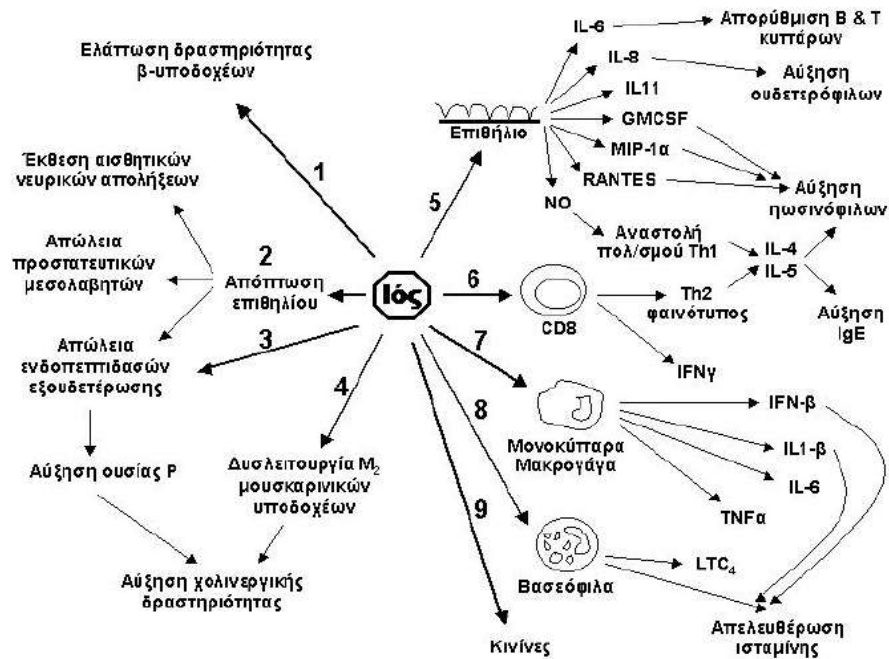 Ελάττωση δραστηριότητας
β-υποδοχέων
1
Έκθεση αισθητικών
νευρικών απολήξεων
Απώλεια
προστατευτικών
μεσολαβητών
2
Απόπτωση
επιθηλίου
Ιός
3
Απώλεια
ενδοπεπτιδασών
εξουδετέρωσης
Αύξηση ουσίας P
4
Δυσλειτουργία M2
μουσκαρινικών
υποδοχέων
Αύξηση χολινεργικής
δραστηριότητας
5
Επιθήλιο
IL-6
Απορύθμιση Β & Τ
κυττάρων
IL-8
Αύξηση
ουδετερόφιλων
IL11
GMCSF
MIP-1α
RANTES
Αύξηση
ηωσινόφιλων
NO
Αναστολή
πολ/σμού Th1
IL-4
IL-5
6
CD8
Th2
φαινότυπος
Αύξηση
IgE
IFNγ
7
Μονοκύτταρα
Μακρογάγα
IFN-β
IL1-β
IL-6
TNFα
8
Βασεόφιλα
LTC4
Απελευθέρωση
ισταμίνης
9
Κινίνες